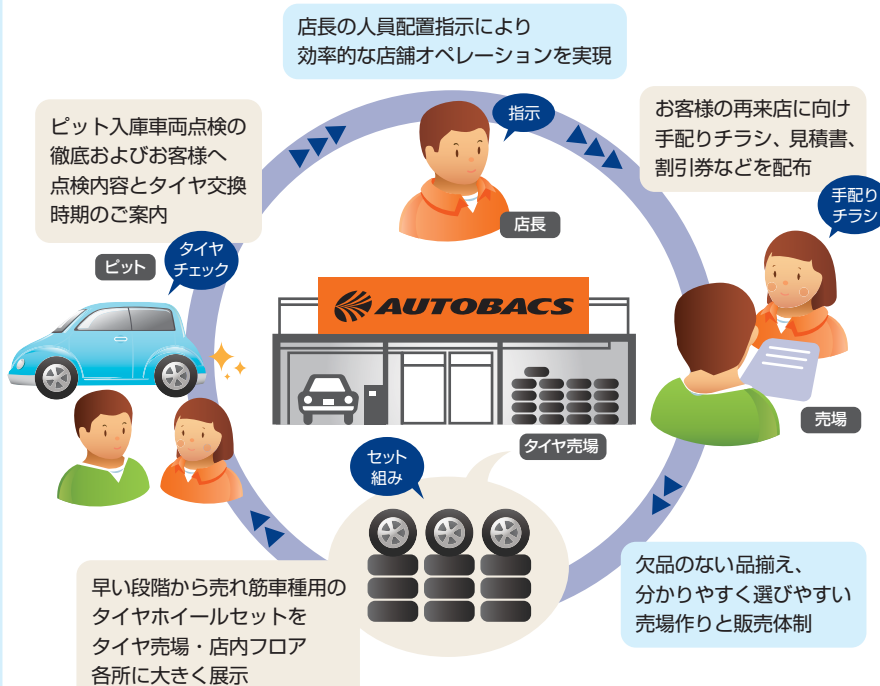 店長の人員配置指示により
効率的な店舗オペレーションを実現
指示
店長
お客様の再来店に向け
手配りチラシ、見積書、
割引券などを配布
手配り
チラシ
売場
ピット入庫車両点検の
徹底およびお客様へ
点検内容とタイヤ交換
時期のご案内
ピット
タイヤ
チェック
AUTOBACS
タイヤ売場
セット
組み
欠品のない品揃え、
分かりやすく選びやすい
売場作りと販売体制
早い段階から売れ筋車種用の
タイヤホイールセットを
タイヤ売場・店内フロア
各所に大きく展示